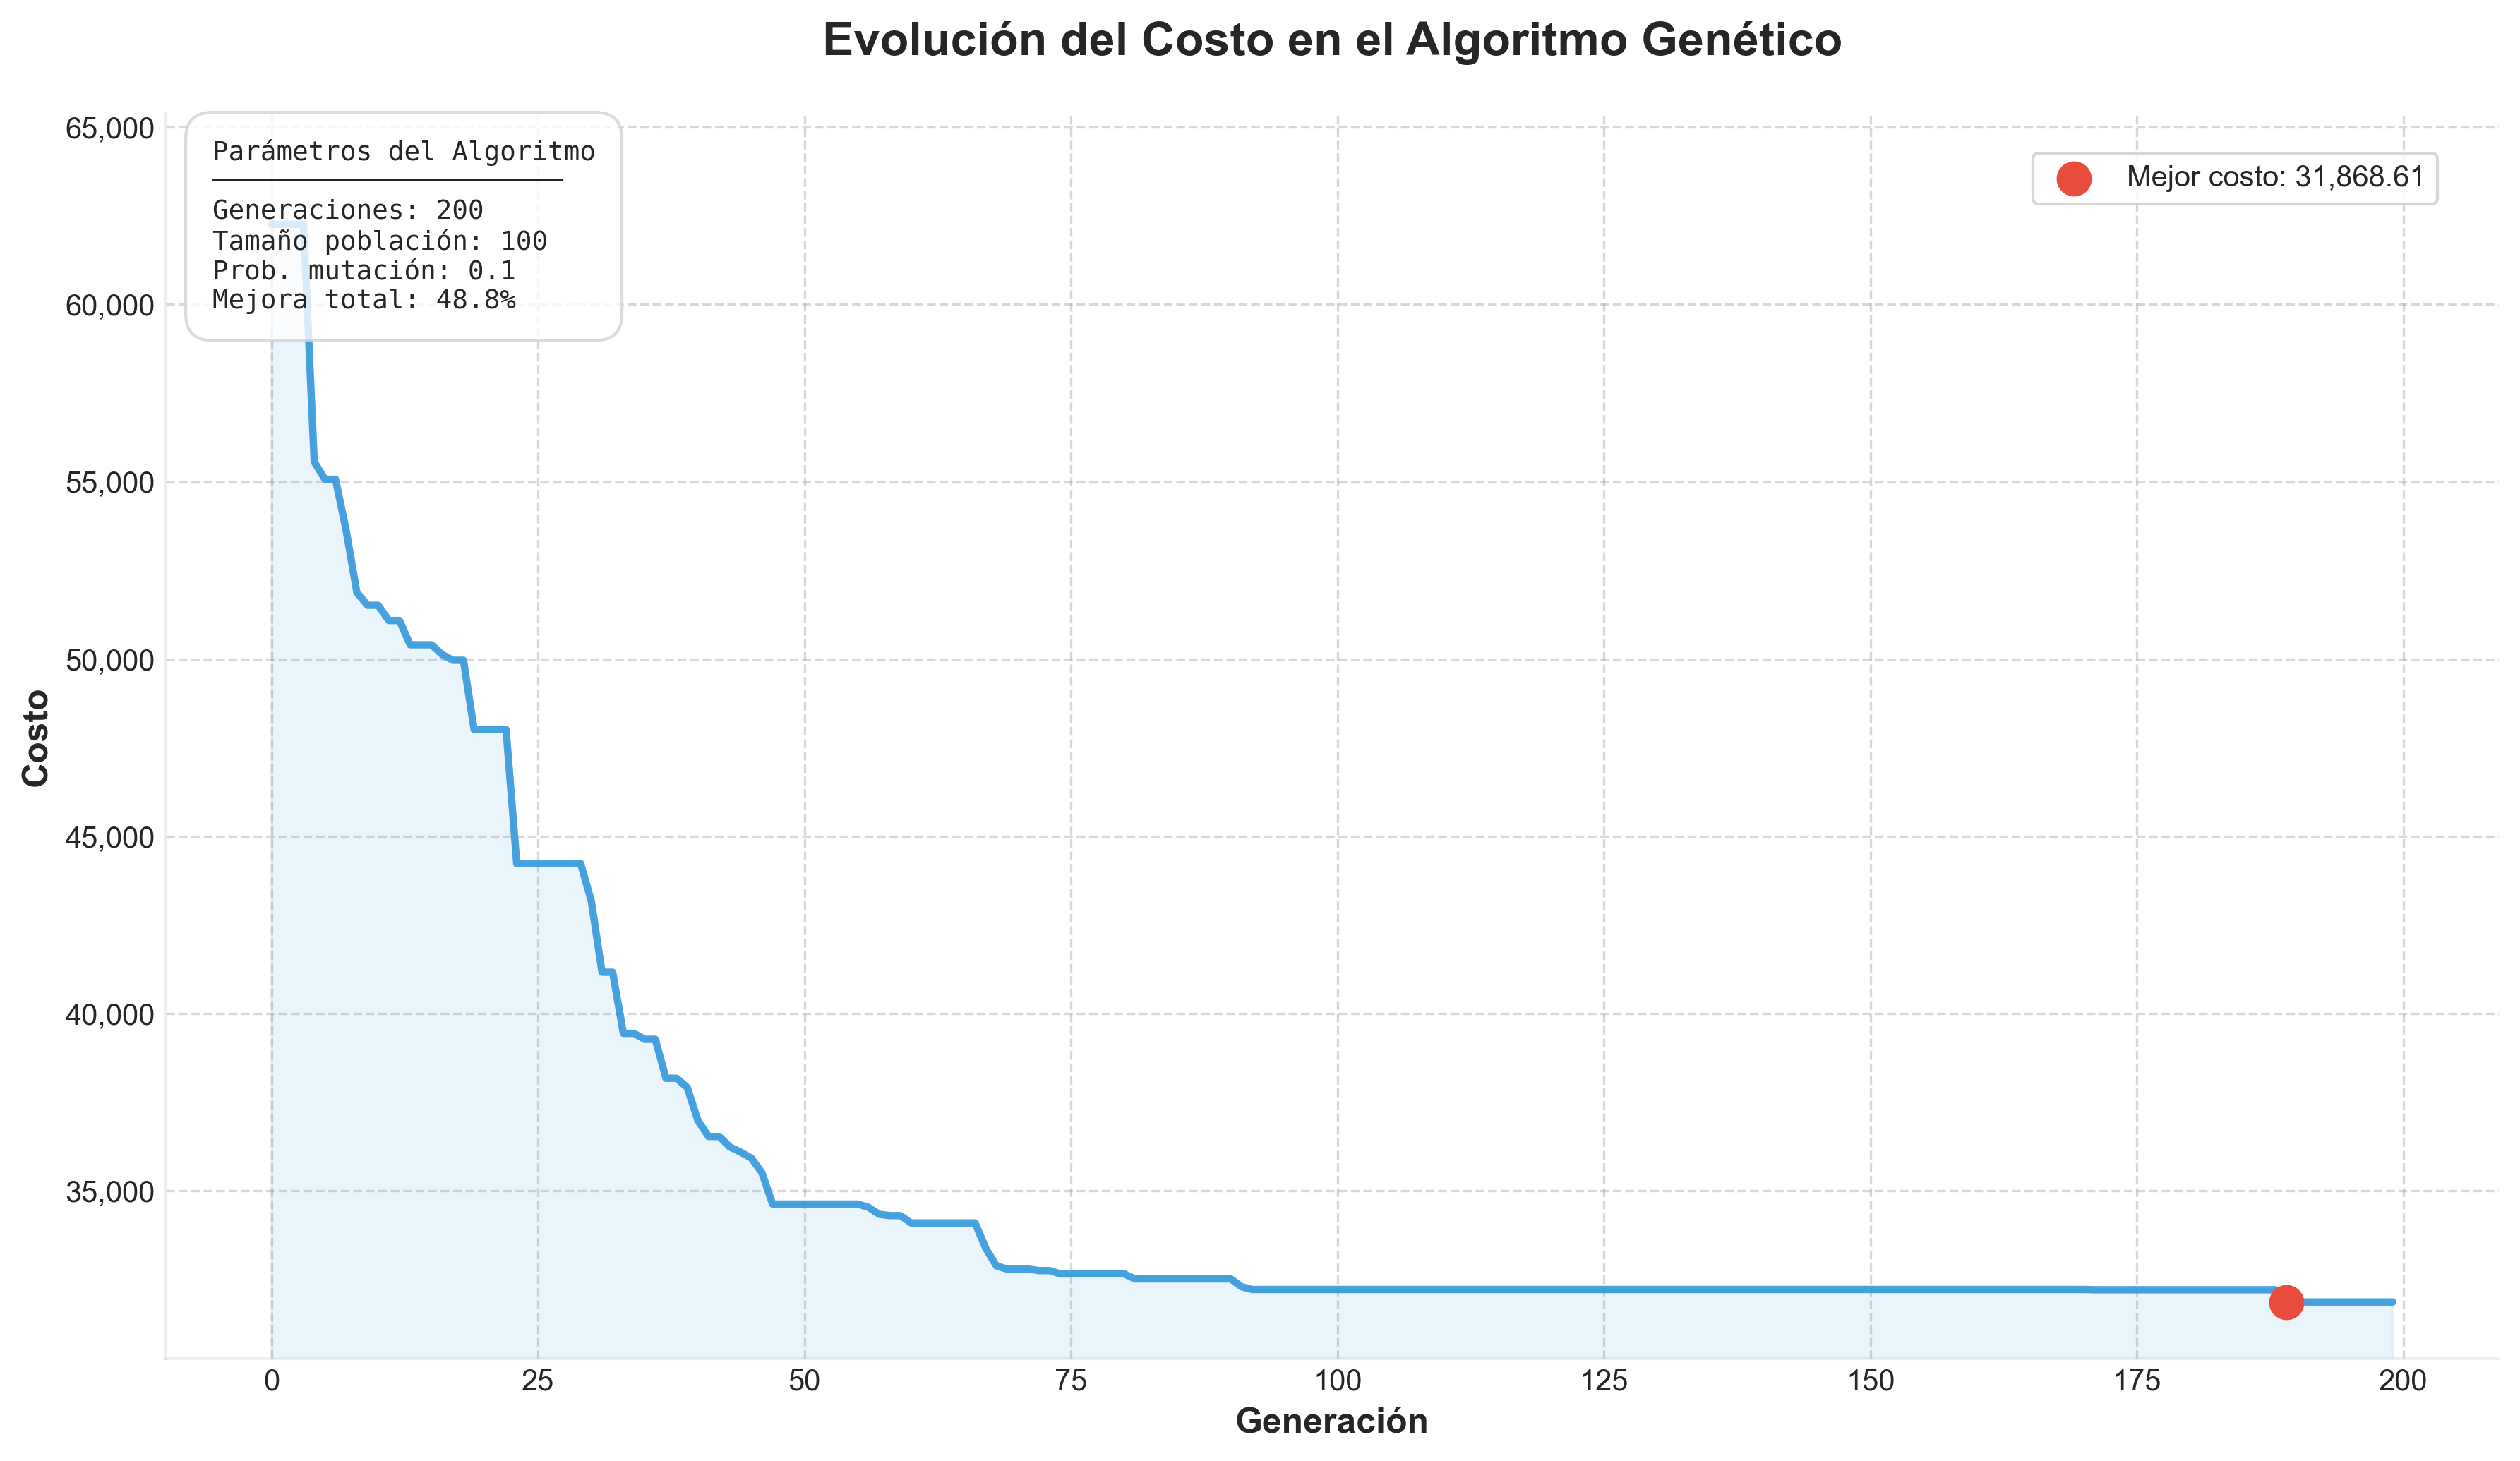 Evolución del Costo en el Algoritmo Genético
65,000
60,000
55,000
50,000
45,000
40,000
35,000
Costo
Parámetros del Algoritmo
Generaciones: 200
Tamaño población: 100
Prob. mutación: 0.1
Mejora total: 48.8%
Mejor costo: 31,868.61
0 25 50 75 100 125 150 175 200
Generación